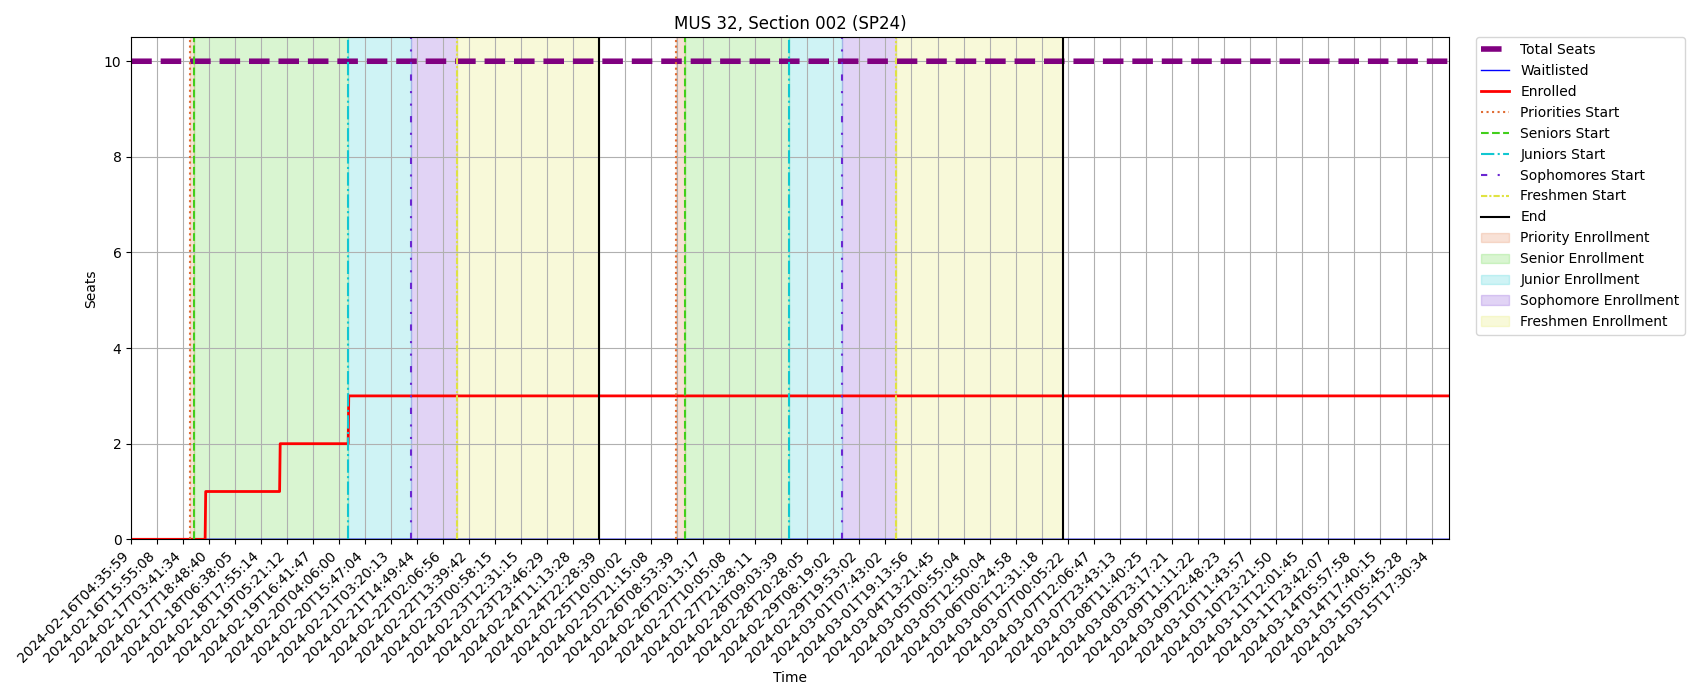 MUS 32, Section 002 (SP24)
Seats
10
8
6
4
2
0
2024-02-16T04:35:59
2024-02-16T15:55:08
2024-02-17T03:41:34
2024-02-17T18:48:40
2024-02-18T06:38:05
2024-02-18T17:55:14
2024-02-19T05:21:12
2024-02-19T16:41:47
2024-02-20T04:06:00
2024-02-20T15:47:04
2024-02-21T03:20:13
2024-02-21T14:49:44
2024-02-22T02:06:56
2024-02-22T13:39:42
2024-02-23T00:58:15
2024-02-23T12:31:15
2024-02-23T23:46:29
2024-02-24T11:13:28
2024-02-24T22:28:39
2024-02-25T10:00:02
2024-02-25T21:15:08
2024-02-26T08:53:39
2024-02-26T20:13:17
2024-02-27T10:05:08
2024-02-27T21:28:11
2024-02-28T09:03:39
2024-02-28T20:28:05
2024-02-29T08:19:02
2024-02-29T19:53:02
2024-03-01T07:43:02
2024-03-01T19:13:56
2024-03-04T13:21:45
2024-03-05T00:55:04
2024-03-05T12:50:04
2024-03-06T00:24:58
2024-03-06T12:31:18
2024-03-07T00:05:22
2024-03-07T12:06:47
2024-03-07T23:43:13
2024-03-08T11:40:25
2024-03-08T23:17:21
2024-03-09T11:11:22
2024-03-09T22:48:23
2024-03-10T11:43:57
2024-03-10T23:21:50
2024-03-11T12:01:45
2024-03-11T23:42:07
2024-03-14T05:57:58
2024-03-14T17:40:15
2024-03-15T05:45:28
2024-03-15T17:30:34
Time
Total Seats
Waitlisted
Enrolled
Priorities Start
Seniors Start
Juniors Start
Sophomores Start
Freshmen Start
End
Priority Enrollment
Senior Enrollment
Junior Enrollment
Sophomore Enrollment
Freshmen Enrollment